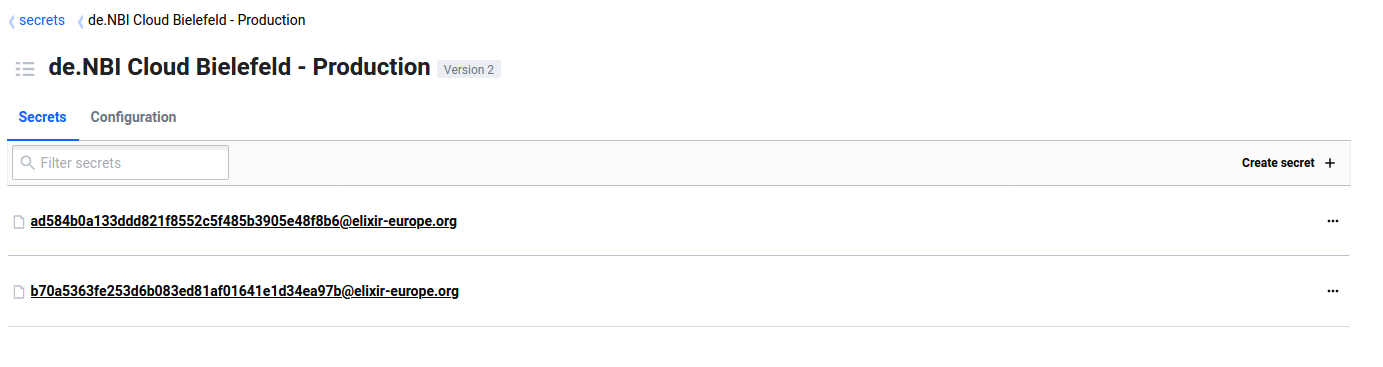 secrets de.NBI Cloud Bielefeld - Production
de.NBI Cloud Bielefeld - Production Version 2
Secrets Configuration
Filter secrets Create secret +
ad584b0a133ddd821f8552c5f485b3905e48f8b6@elixir-europe.org
b70a5363fe253d6b083ed81af01641e1d34ea97b@elixir-europe.org